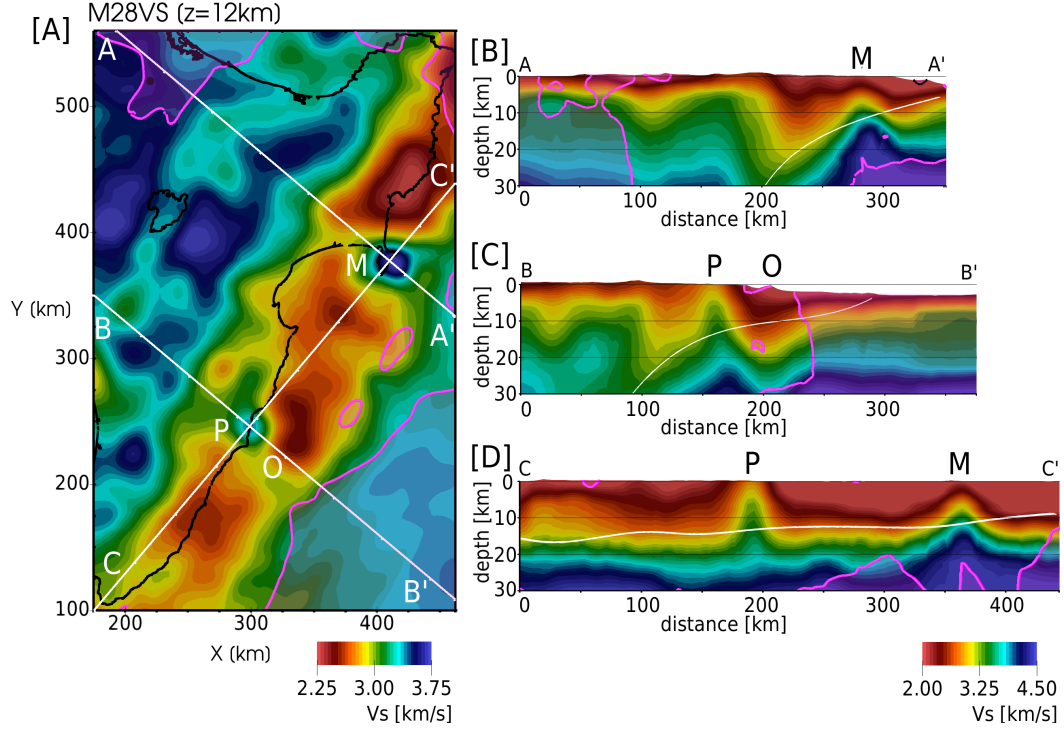 M28VS (z=12km)
[A]
A
500
C'
400
M
Y (km)
A'
300
B
P
O
200
C
B'
100
200
300
400
X (km)
2.25 3.00 3.75
Vs [km/s]
[B]
A
M
A'
0
10
20
30
depth [km]
0
100
200
300
distance [km]
[C]
B
P
O
B'
0
10
20
30
depth [km]
0
100
200
300
distance [km]
[D]
C
P
M
C'
0
10
20
30
depth [km]
0
100
200
300
400
distance [km]
2.00 3.25 4.50
Vs [km/s]